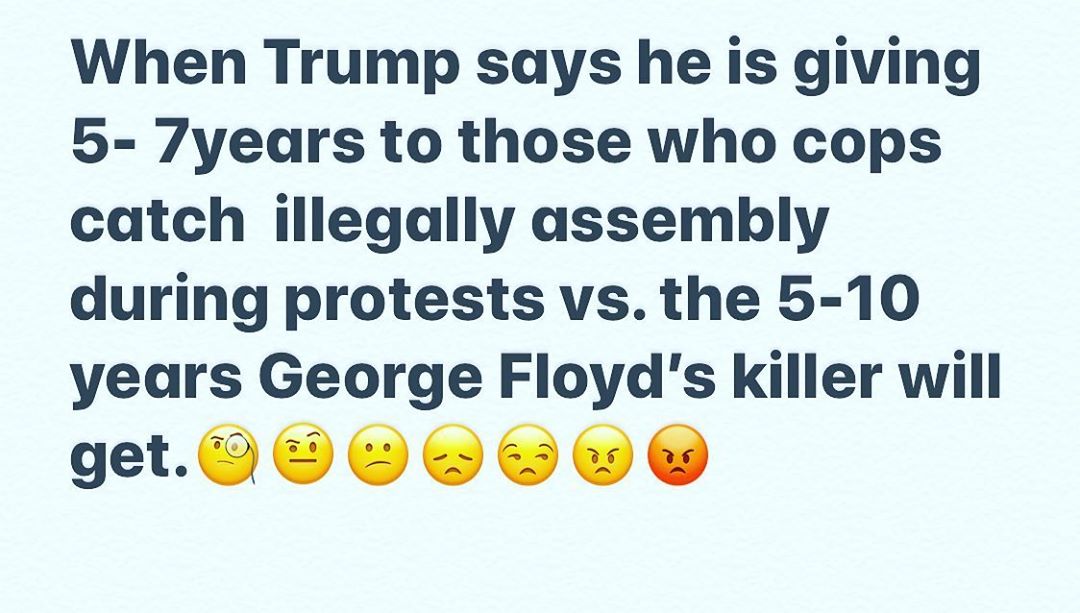 When Trump says he is giving
5- 7years to those who cops
catch  illegally assembly
during protests vs. the 5-10
years George Floyd’s killer will
get.🧐🤨😕😞😒😠😡